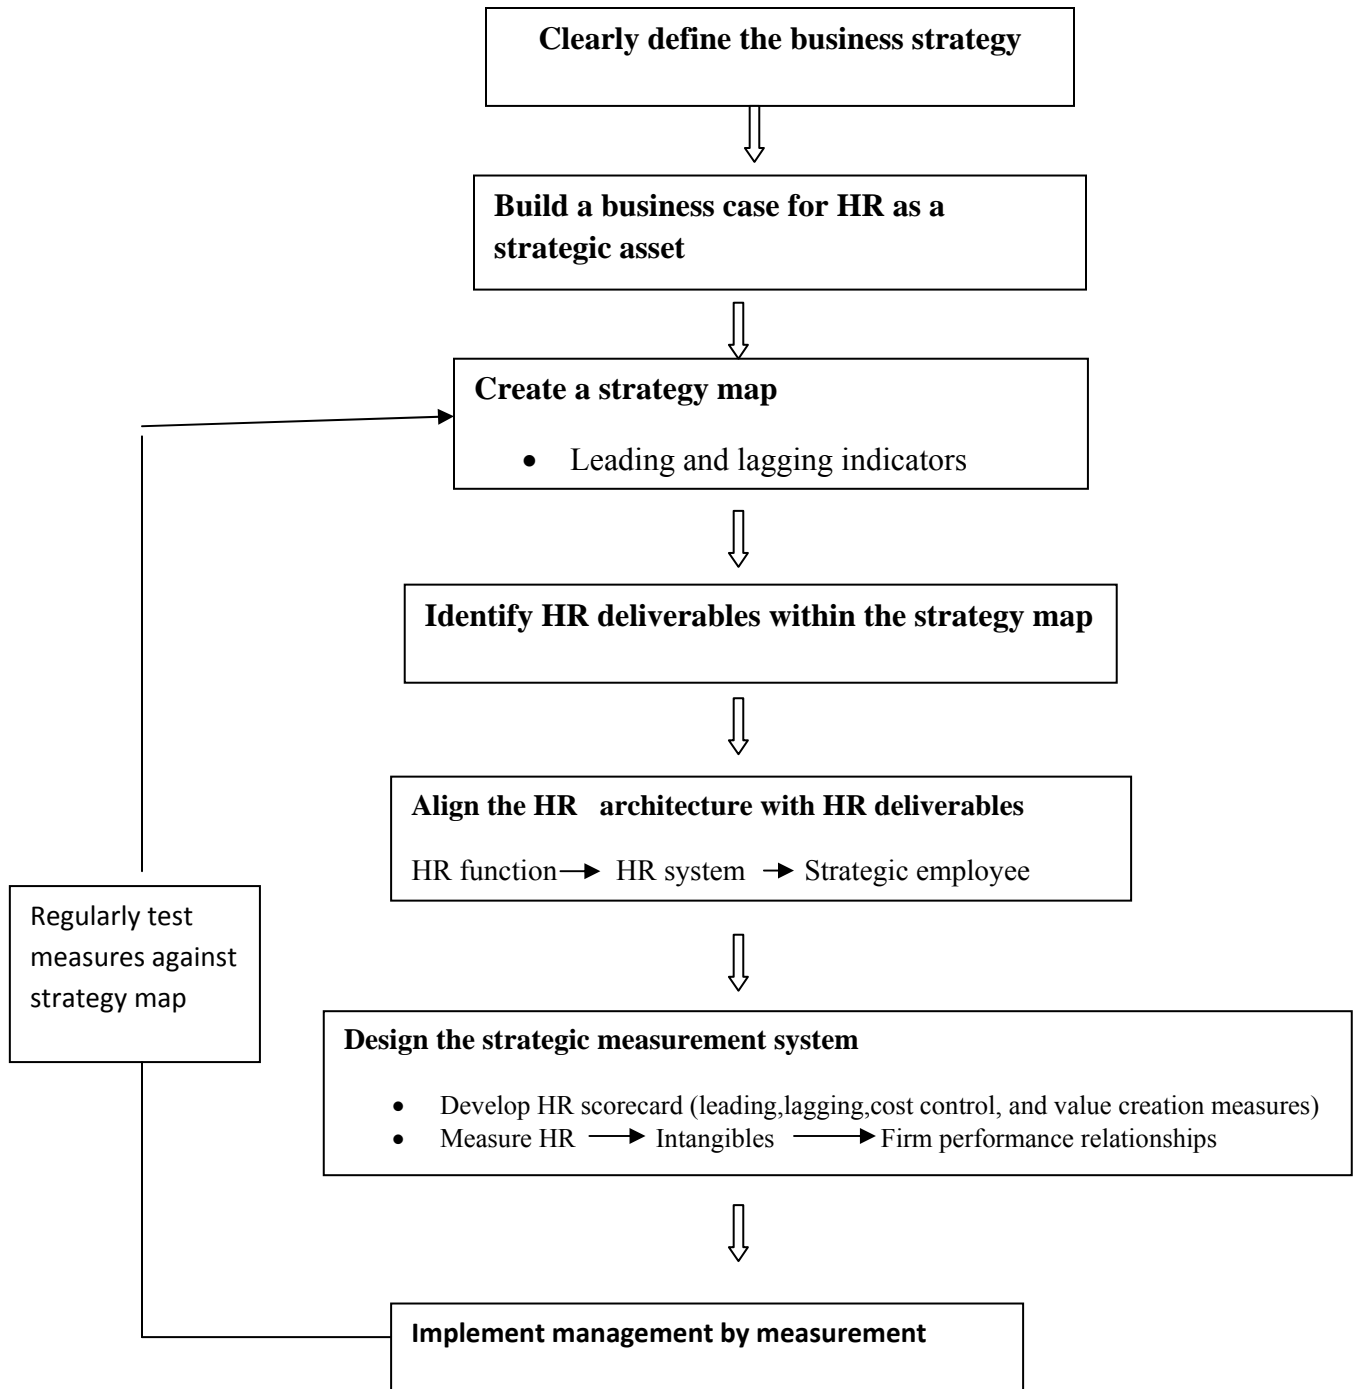 Clearly define the business strategy
Build a business case for HR as a
strategic asset
Create a strategy map
• Leading and lagging indicators
Identify HR deliverables within the strategy map
Align the HR architecture with HR deliverables
HR function → HR system → Strategic employee
Regularly test
measures against
strategy map
Design the strategic measurement system
• Develop HR scorecard (leading,lagging,cost control, and value creation measures)
• Measure HR → Intangibles → Firm performance relationships
Implement management by measurement